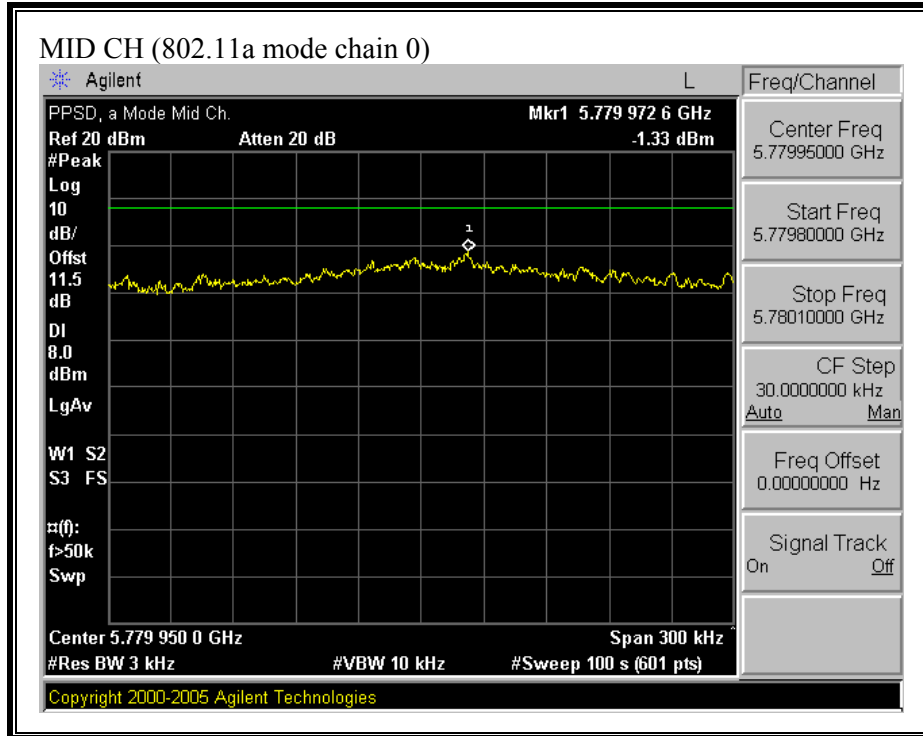 MID CH (802.11a mode chain 0)
Agilent L
PPSD, a Mode Mid Ch. Mkr1 5.779 972 6 GHz
Ref 20 dBm Atten 20 dB -1.33 dBm
#Peak
Log
10
dB/
Offst
11.5
dB
DI
8.0
dBm
LgAv
W1 S2
S3 FS
¤(f):
f>50k
Swp
1
Center 5.779 950 0 GHz Span 300 kHz
#Res BW 3 kHz #VBW 10 kHz #Sweep 100 s (601 pts)
Copyright 2000-2005 Agilent Technologies
Freq/Channel
Center Freq
5.77995000 GHz
Start Freq
5.77980000 GHz
Stop Freq
5.78010000 GHz
CF Step
30.0000000 kHz
Auto Man
Freq Offset
0.00000000 Hz
Signal Track
On Off